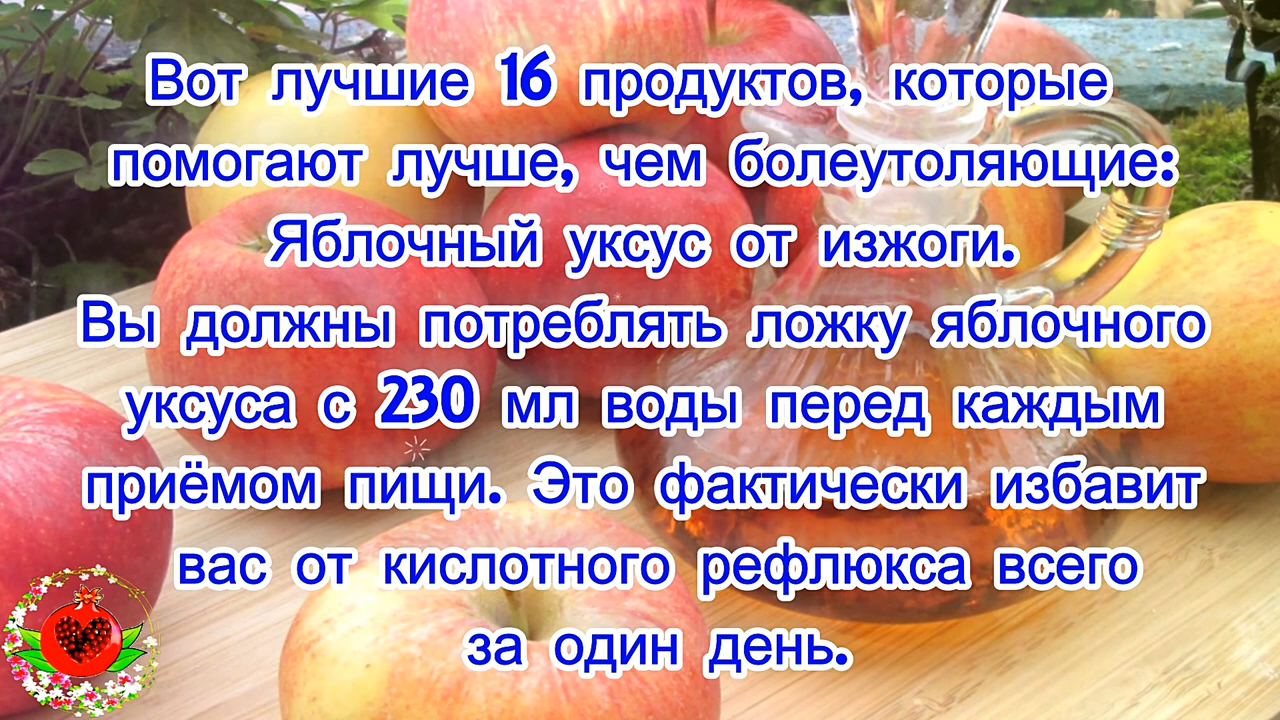 Вот лучшие 16 продуктов, которые
помогают лучше, чем болеутоляющие:
Яблочный уксус от изжоги.
Вы должны потреблять ложку яблочного
уксуса с 230 мл воды перед каждым
приёмом пищи. Это фактически избавит
вас от кислотного рефлюкса всего
за один день.